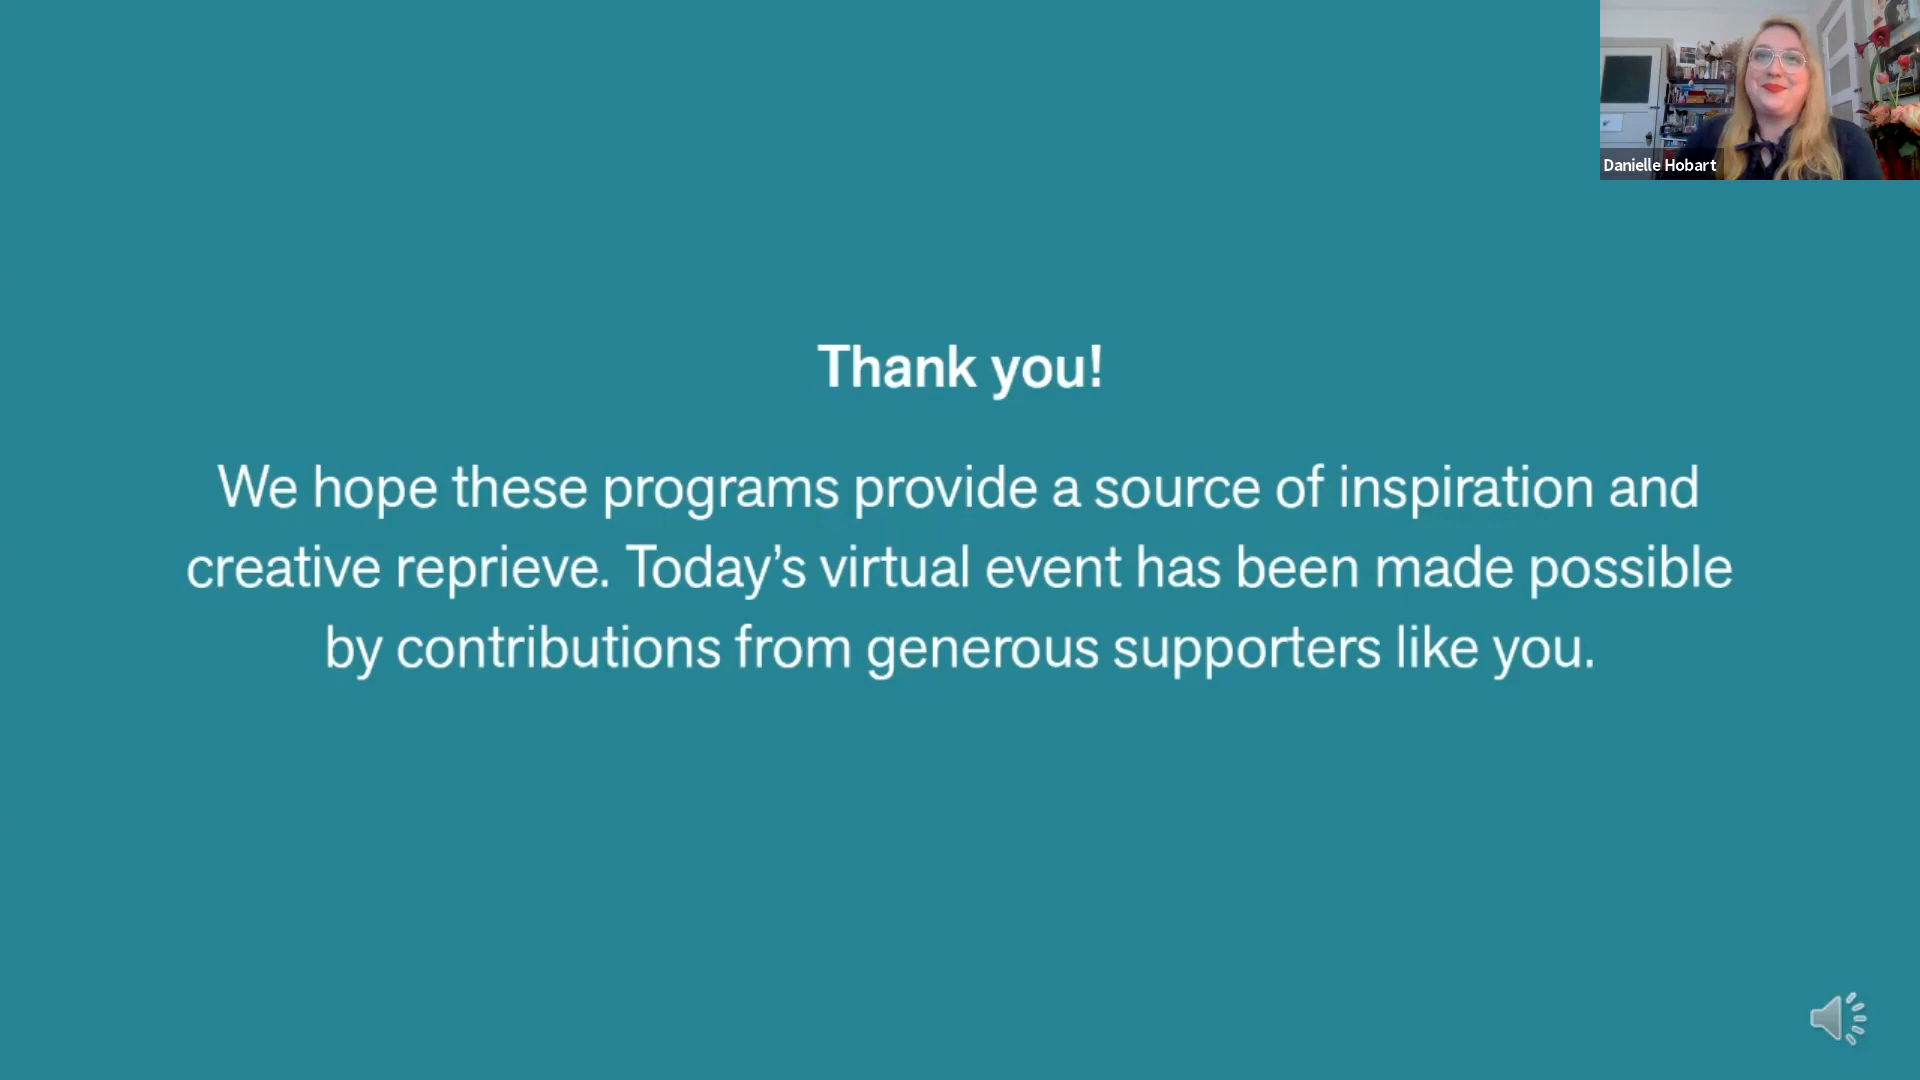 Danielle Hobart
Thank you!
We hope these programs provide a source of inspiration and
creative reprieve. Today’s virtual event has been made possible
by contributions from generous supporters like you.